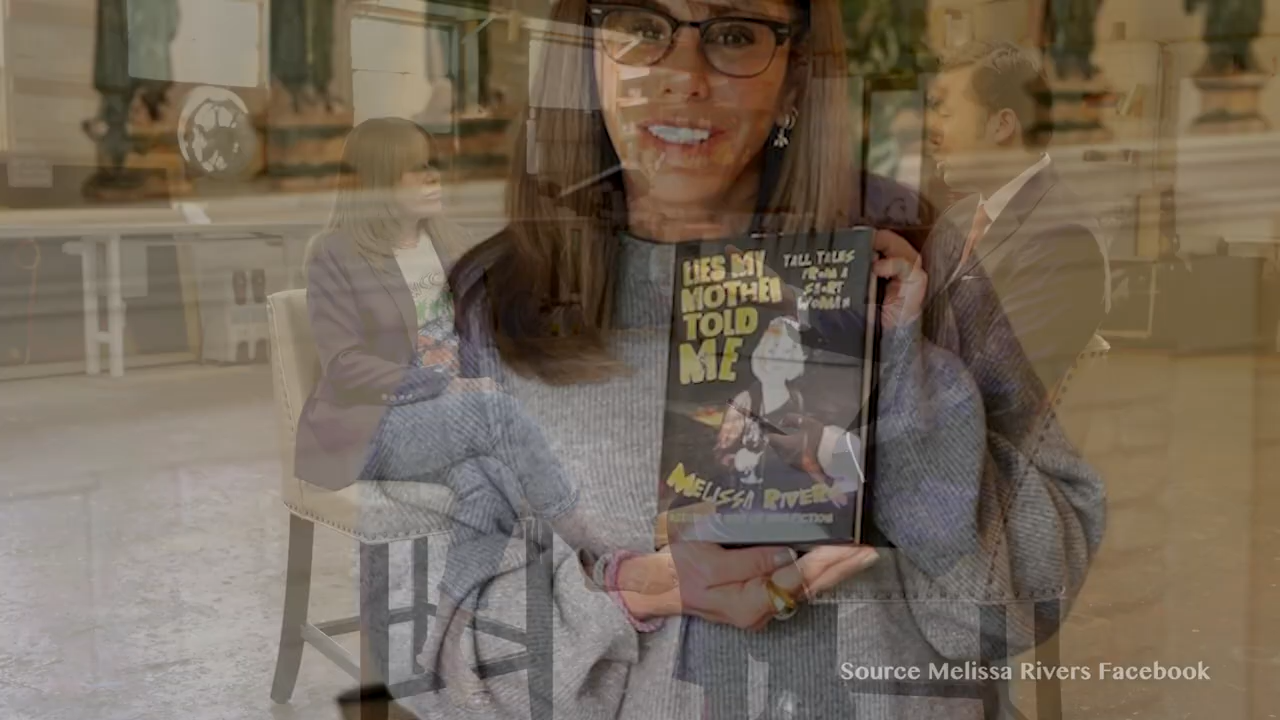 LIES MY
MOTHER
TOLD
ME
TALL TALES
FROM A
SHORT
WOMAN
MELISSA RIVERS
Source Melissa Rivers Facebook